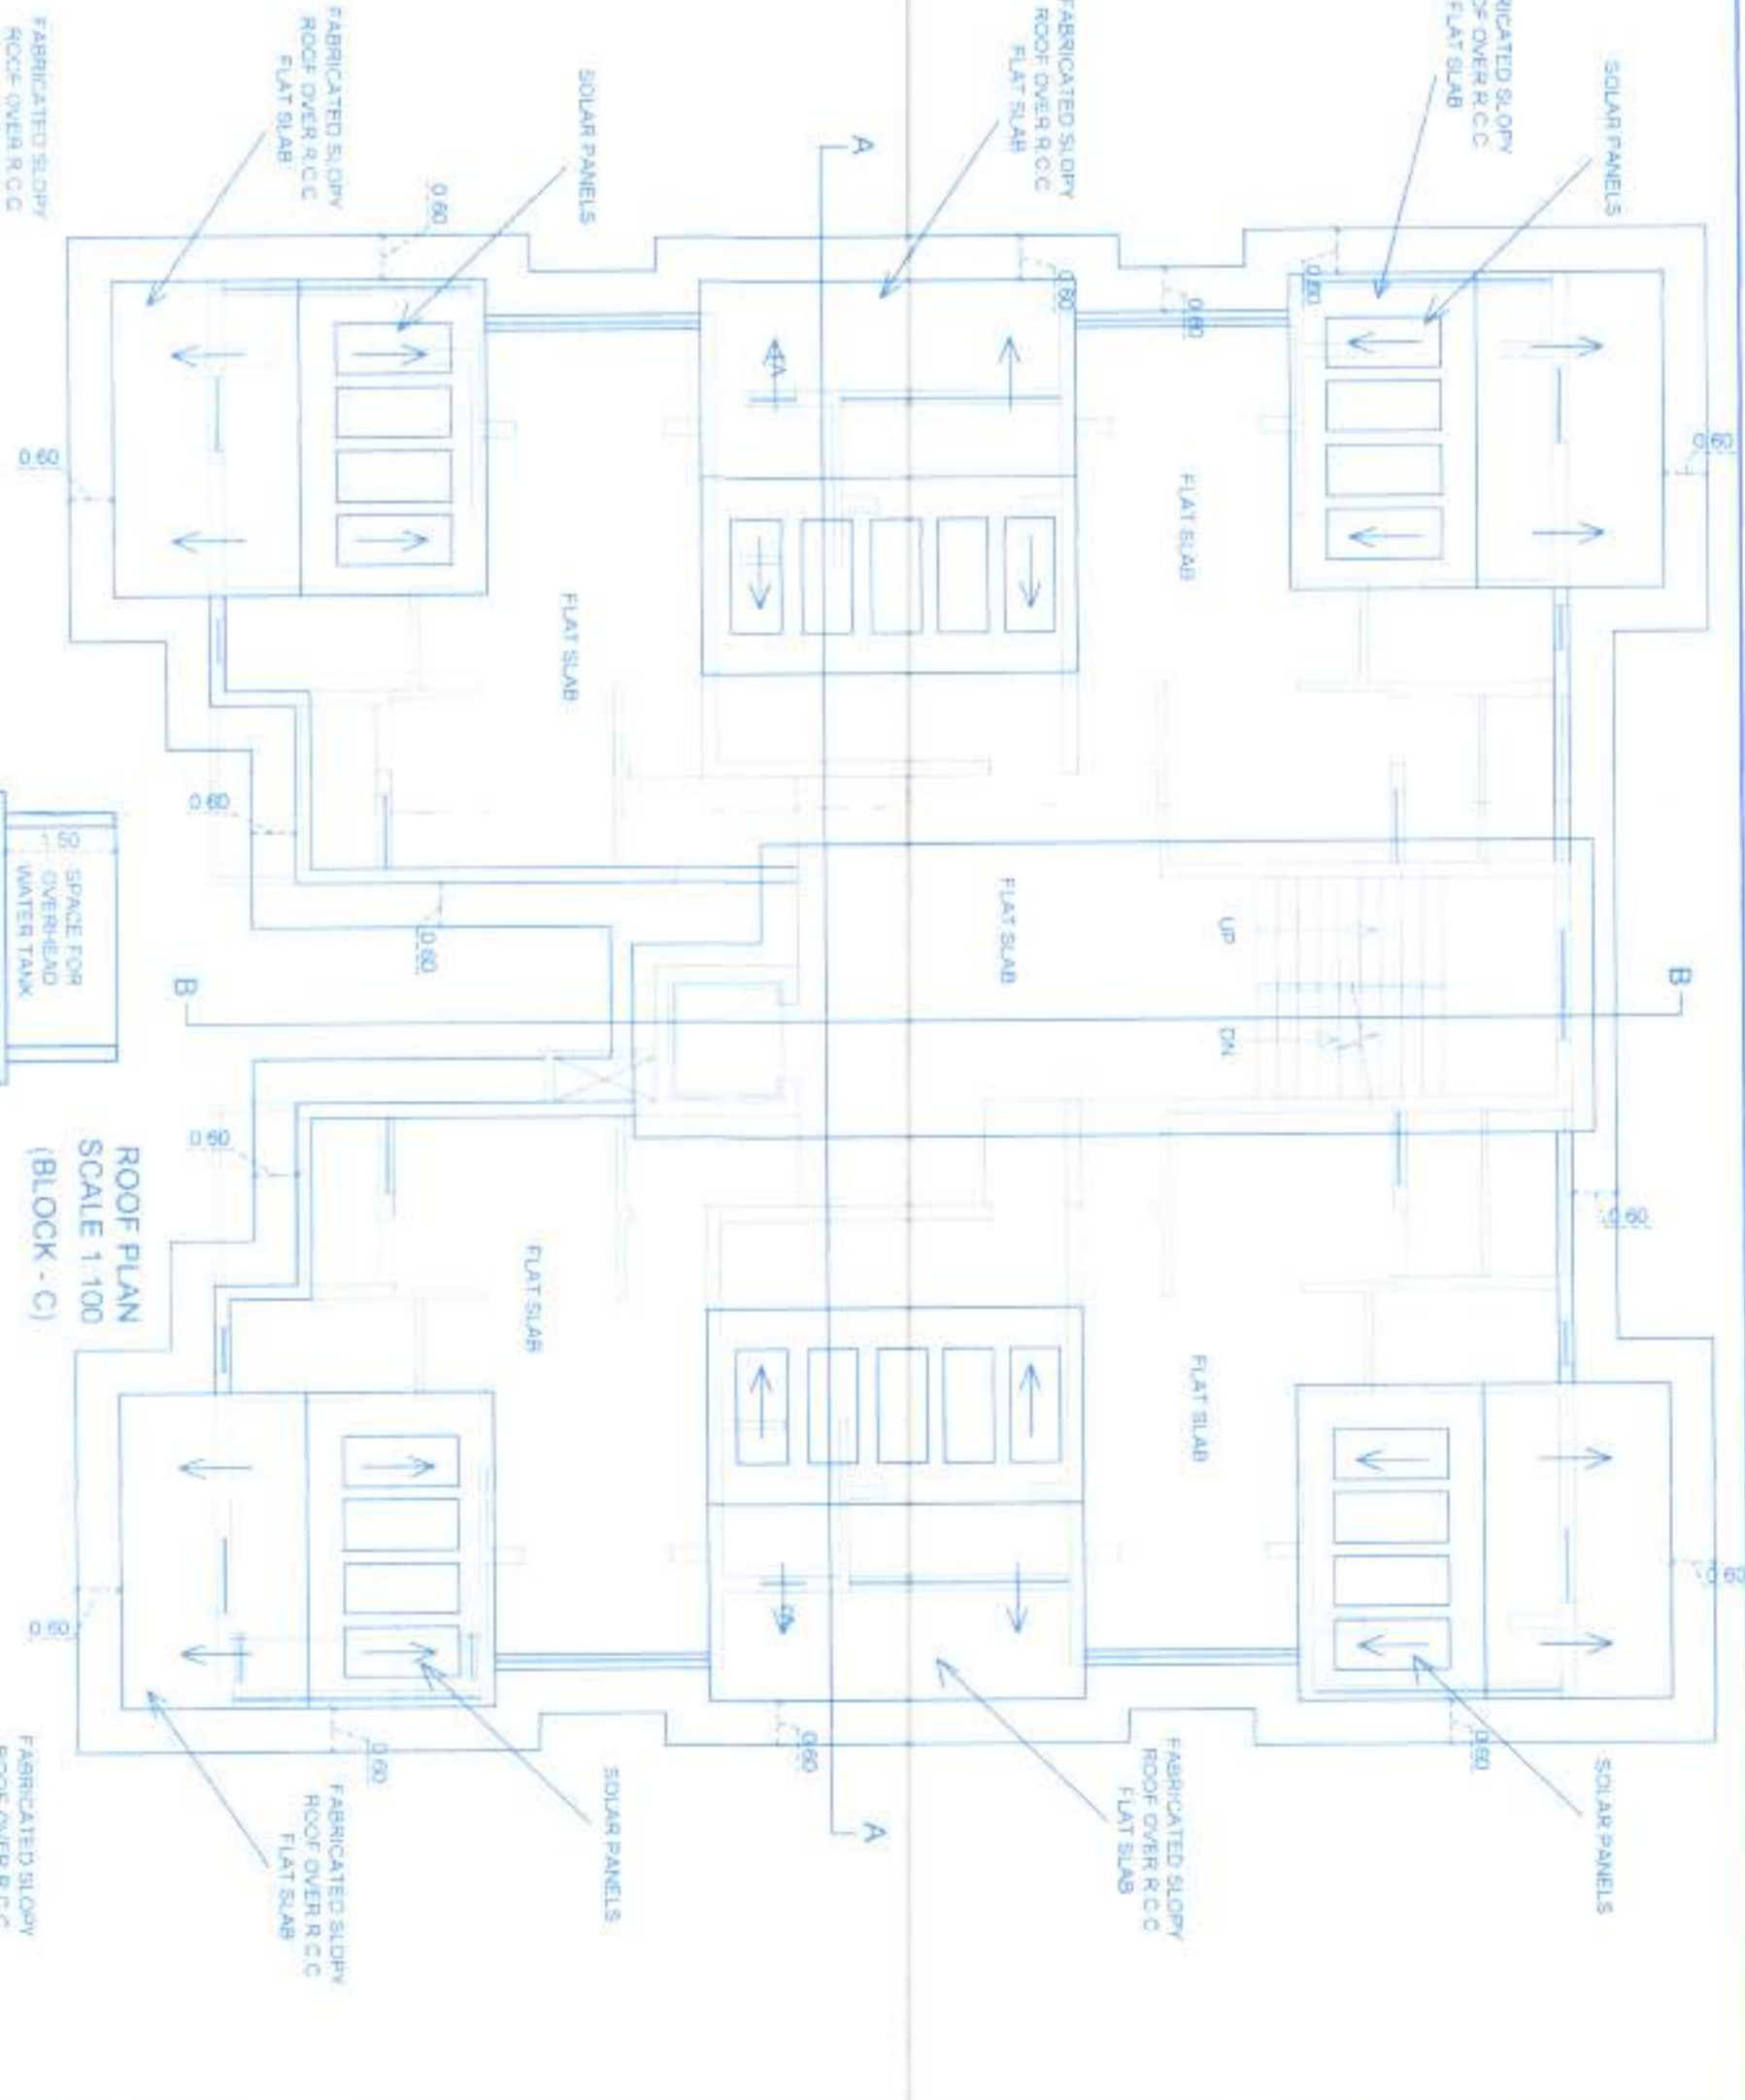 SOLAR PANELS
FLAT SLAB
0.60
0.60
0.60
B
B
0.60
SOLAR PANELS
0.60
FLAT SLAB
FLAT SLAB
UP
DN
0.60
0.60
FABRICATED SLOPY
ROOF OVER R.C.C
FLAT SLAB
FABRICATED SLOPY
ROOF OVER R.C.C
FLAT SLAB
FLAT SLAB
A
A
0.60
SOLAR PANELS
SOLAR PANELS
FLAT SLAB
FLAT SLAB
0.60
0.60
FABRICATED SLOPY
ROOF OVER R.C.C
FLAT SLAB
FABRICATED SLOPY
ROOF OVER R.C.C
FLAT SLAB
0.60
0.60
0.60
B
0.60
0.60
ROOF PLAN
SCALE 1:100
(BLOCK - C)
1.50
SPACE FOR
OVERHEAD
WATER TANK
FABRICATED SLOPY
ROOF OVER R.C.C
FABRICATED SLOPY